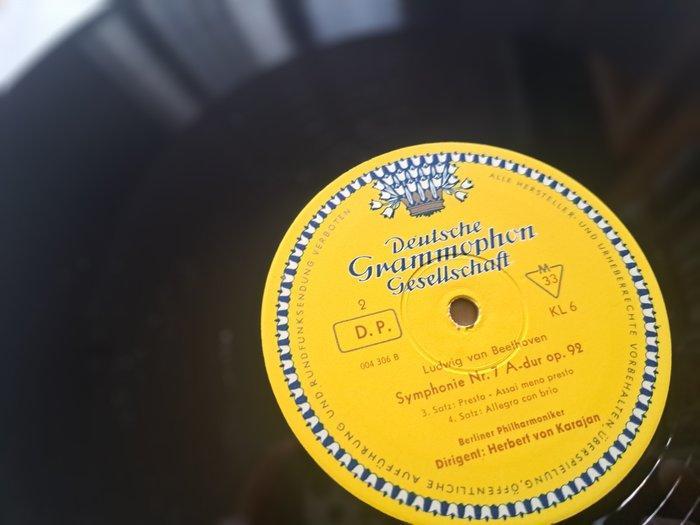 Deutsche
Grammophon
Gesellschaft
2
D.P.
004 306 B
M
33
KL 6
Ludwig van Beethoven
Symphonie Nr. 7 A-dur op. 92
3. Satz: Presto - Assai meno presto
4. Satz: Allegro con brio
Berliner Philharmoniker
Dirigent: Herbert von Karajan
ALLE HERSTELLER- UND URHEBERRECHTE VORBEHALTEN, ÜBERSPIELUNG, ÖFFENTLICHE AUFFÜHRUNG UND RUNDFUNKSENDUNG VERBOTEN